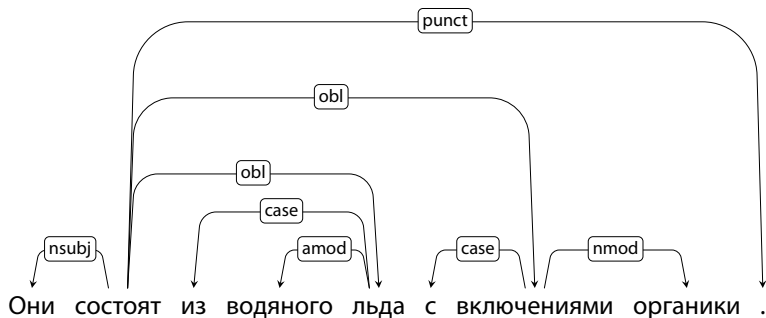 punct
obl
obl
case
nsubj amod case nmod
Они состоят из водяного льда с включениями органики .